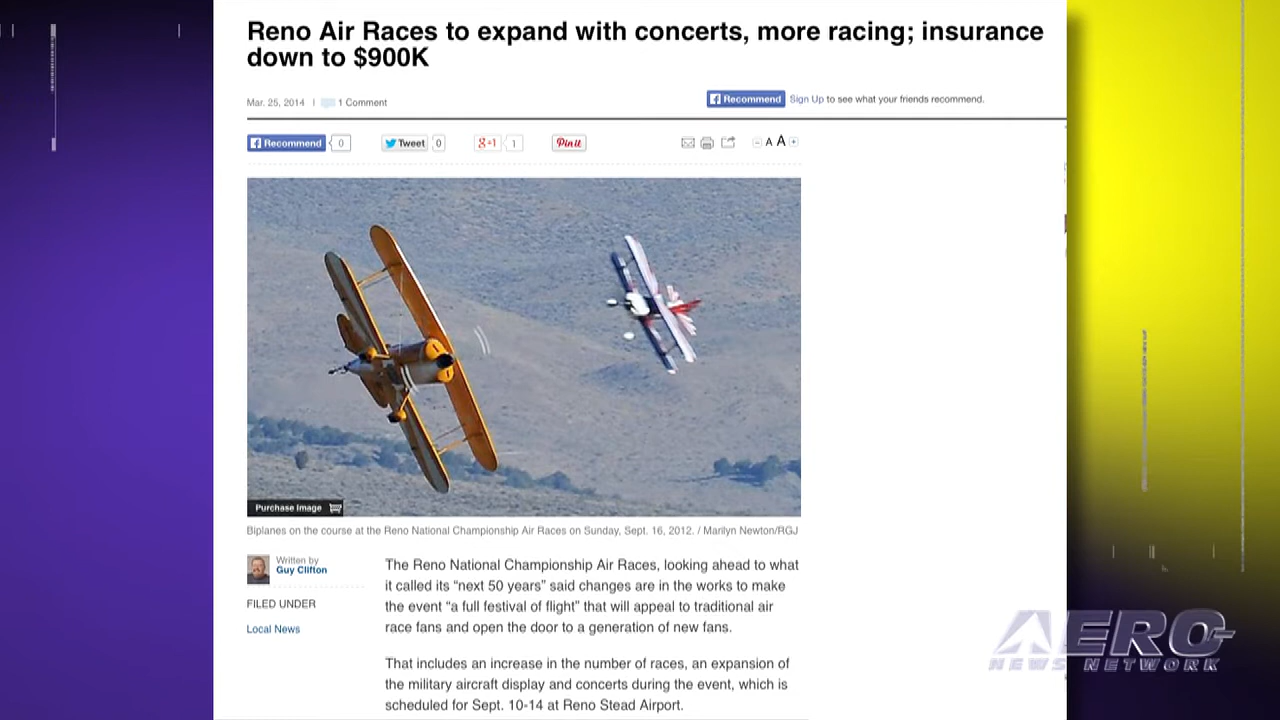 Reno Air Races to expand with concerts, more racing; insurance
down to $900K
Mar. 25, 2014 | 1 Comment
Recommend Sign Up to see what your friends recommend.
Recommend 0 Tweet 0 g+1 1 Pin it A A
Purchase Image
Biplanes on the course at the Reno National Championship Air Races on Sunday, Sept. 16, 2012. / Marilyn Newton/RGJ
Written by
Guy Clifton
FILED UNDER
Local News
The Reno National Championship Air Races, looking ahead to what
it called its “next 50 years” said changes are in the works to make
the event “a full festival of flight” that will appeal to traditional air
race fans and open the door to a generation of new fans.
That includes an increase in the number of races, an expansion of
the military aircraft display and concerts during the event, which is
scheduled for Sept. 10-14 at Reno Stead Airport.
AERO-
NEWS NETWORK